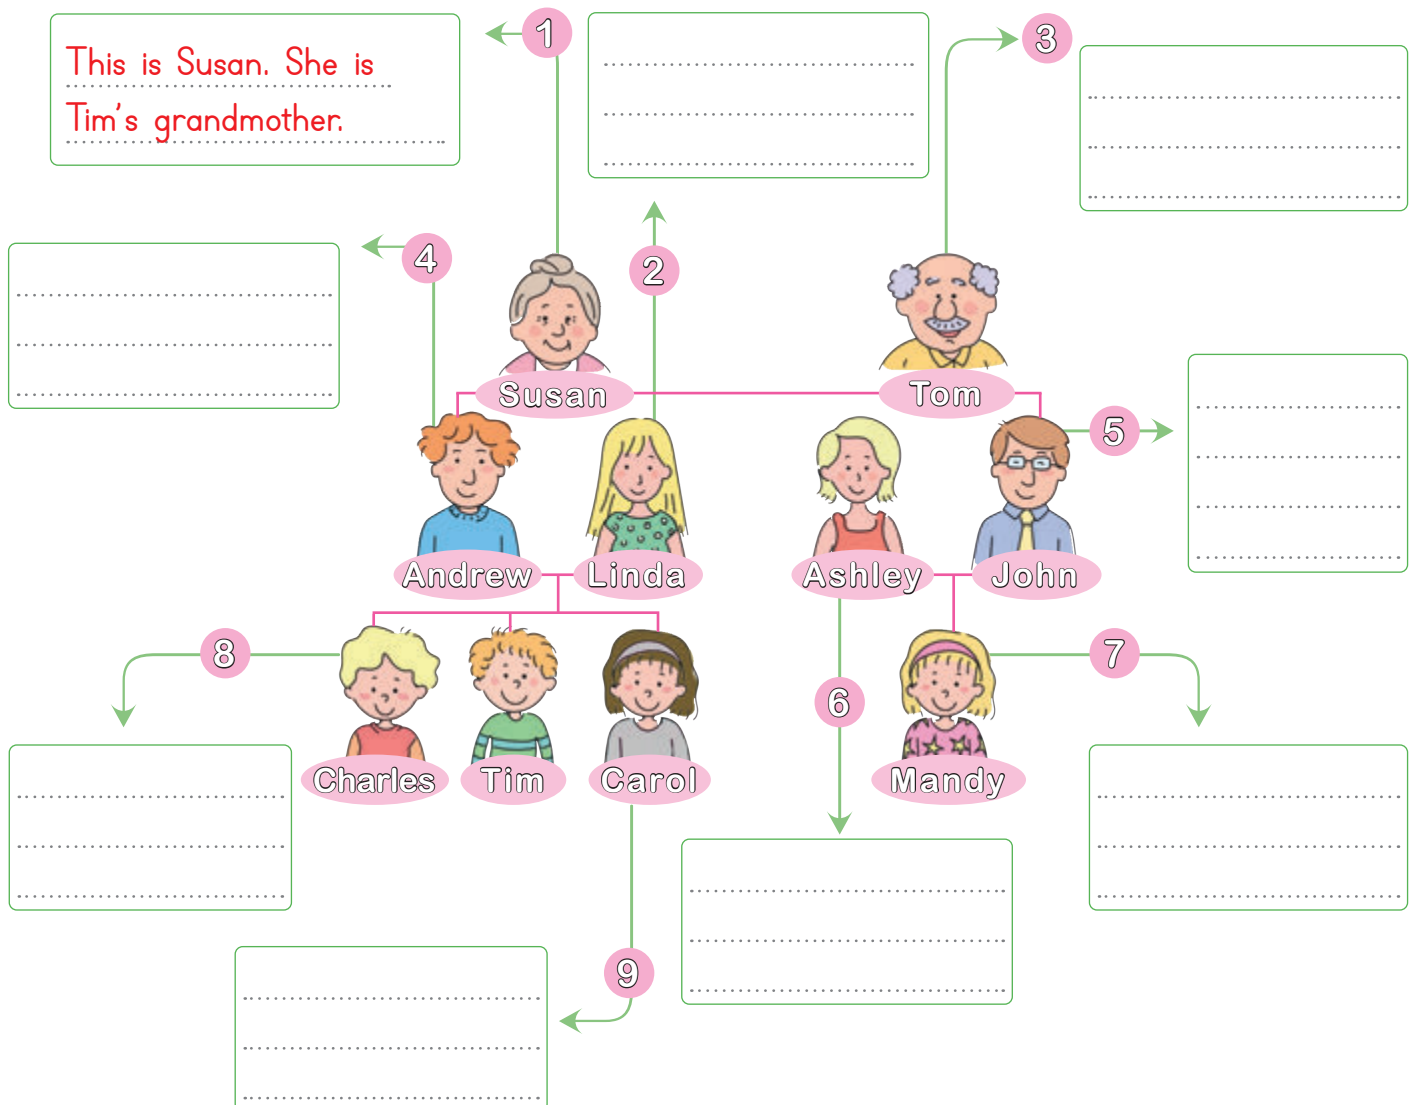 This is Susan. She is
Tim's grandmother.
1
3
4
2
Susan
Tom
5
Andrew
Linda
Ashley
John
8
7
6
Charles
Tim
Carol
Mandy
9